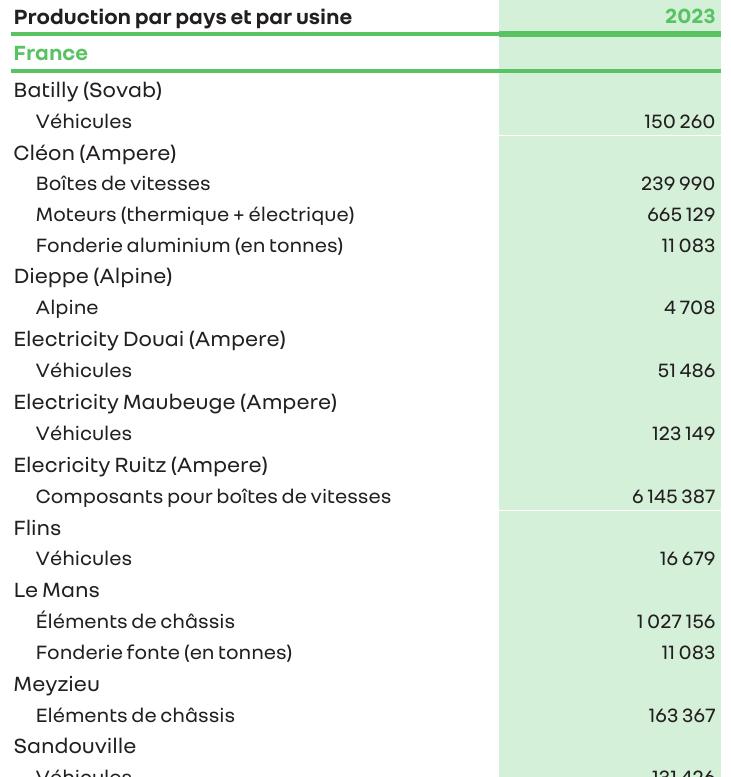 Production par pays et par usine 2023
France
Batilly (Sovab)
Véhicules 150 260
Cléon (Ampere)
Boîtes de vitesses 239 990
Moteurs (thermique + électrique) 665 129
Fonderie aluminium (en tonnes) 11 083
Dieppe (Alpine)
Alpine 4 708
Electricity Douai (Ampere)
Véhicules 51 486
Electricity Maubeuge (Ampere)
Véhicules 123 149
Elecricity Ruitz (Ampere)
Composants pour boîtes de vitesses 6 145 387
Flins
Véhicules 16 679
Le Mans
Éléments de châssis 1 027 156
Fonderie fonte (en tonnes) 11 083
Meyzieu
Eléments de châssis 163 367
Sandouville
Véhicules 131 426